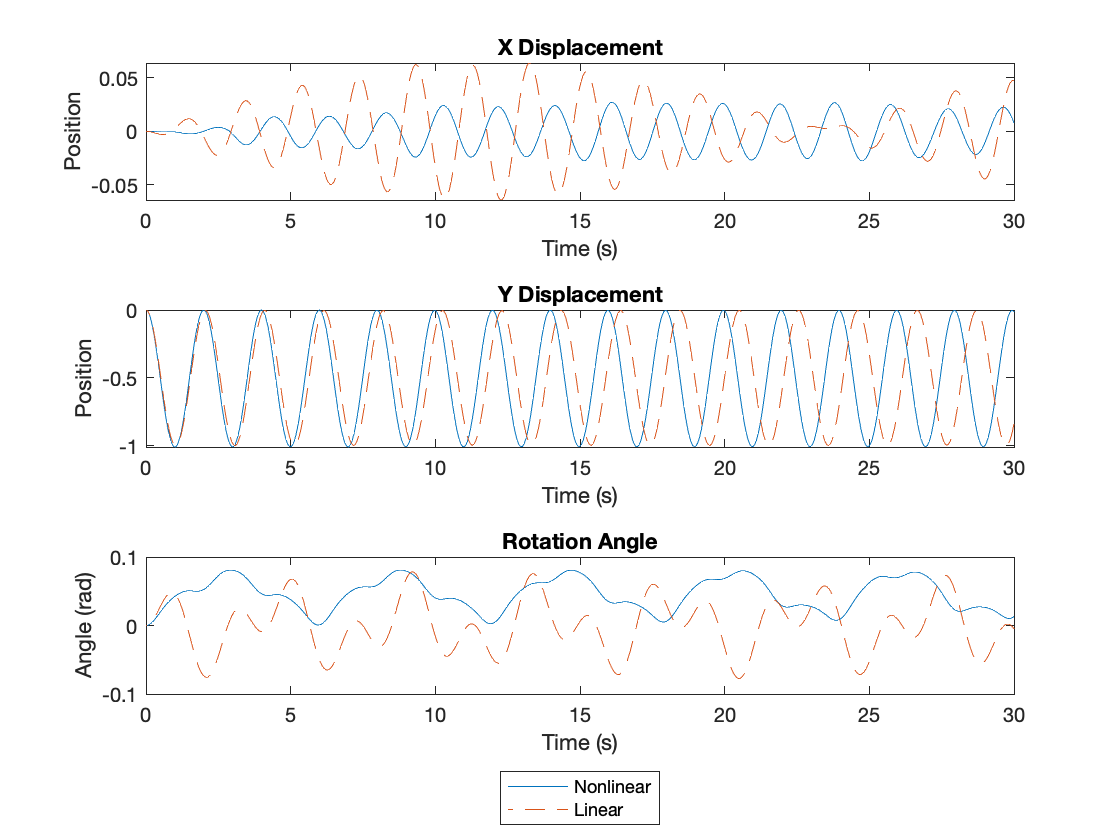 X Displacement
Position
0.05
0
-0.05
0 5 10 15 20 25 30
Time (s)
Y Displacement
Position
0
-0.5
-1
0 5 10 15 20 25 30
Time (s)
Rotation Angle
Angle (rad)
0.1
0
-0.1
0 5 10 15 20 25 30
Time (s)
Nonlinear
Linear